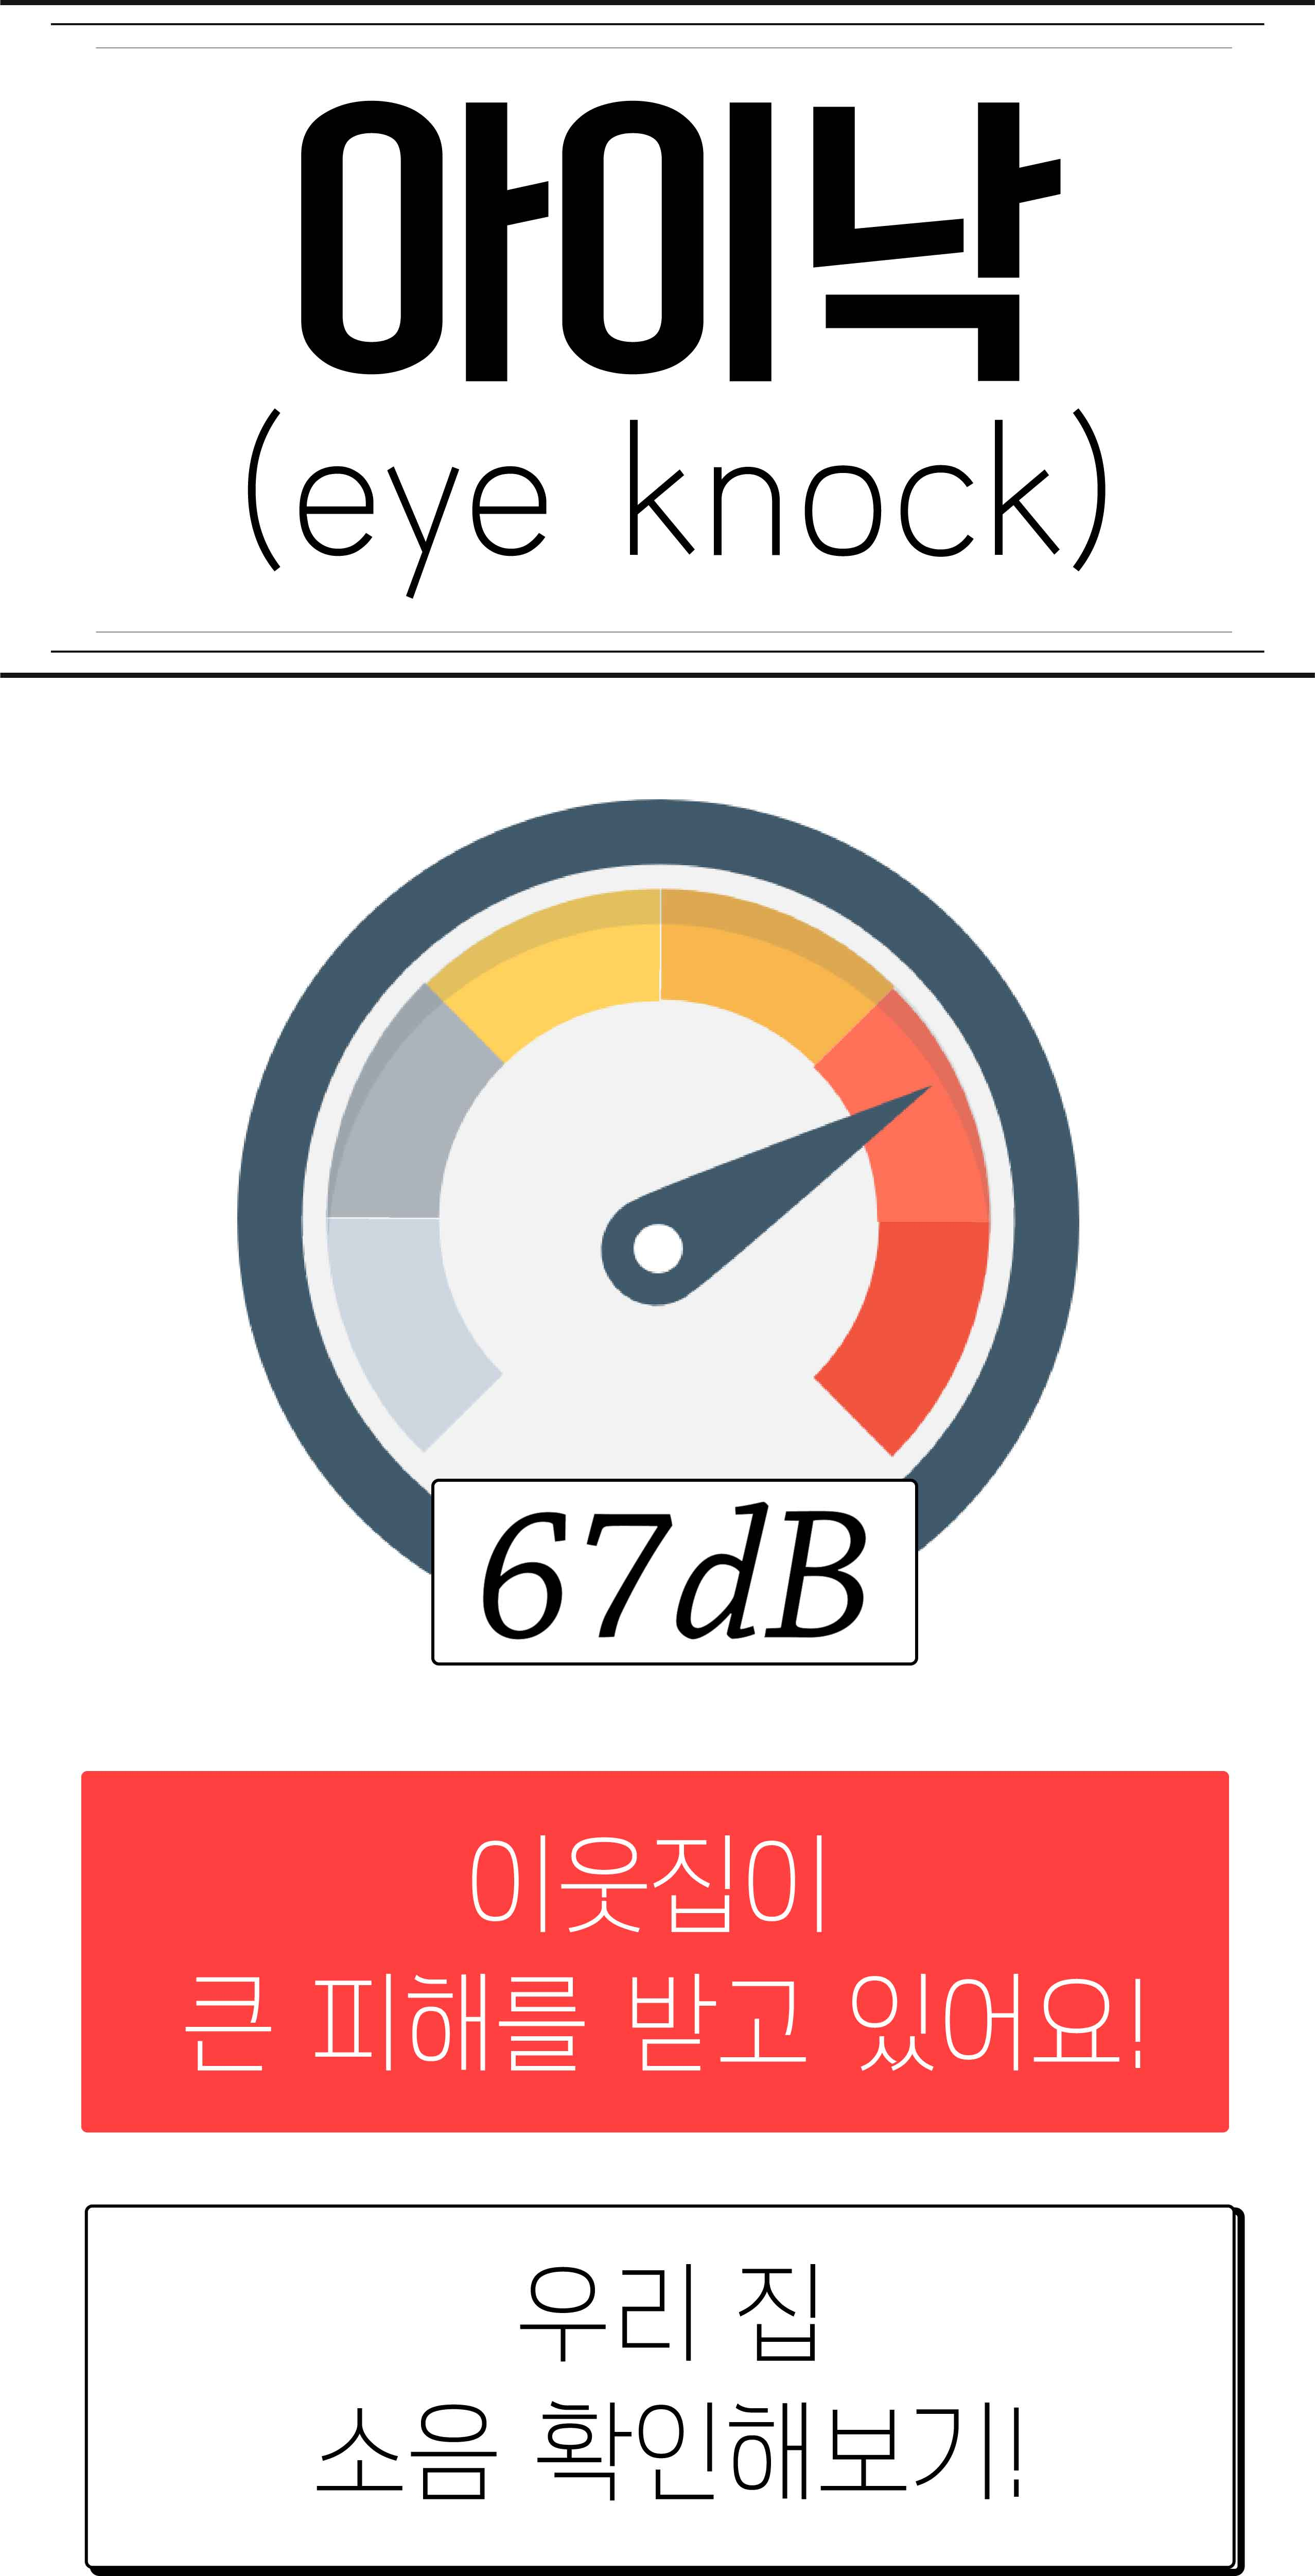 아이낙
(eye knock)
67dB
이웃집이
큰 피해를 받고 있어요!
우리 집
소음 확인해보기!